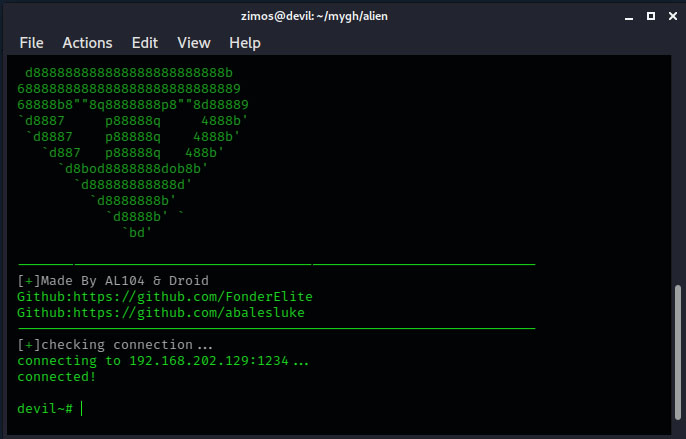 zimos@devil: ~/mygh/alien
File Actions Edit View Help
d8888888888888888888888888b
6888888888888888888888888889
68888b8""8q8888888p8""8d88889
`d8887 p88888q 4888b'
`d8887 p88888q 4888b'
`d887 p88888q 488b'
`d8bod8888888dob8b'
`d88888888888d'
`d8888888b'
`d8888b' `
`bd'
[+]Made By AL104 & Droid
Github:https://github.com/FonderElite
Github:https://github.com/abalesluke
[+]checking connection...
connecting to 192.168.202.129:1234...
connected!
devil~#